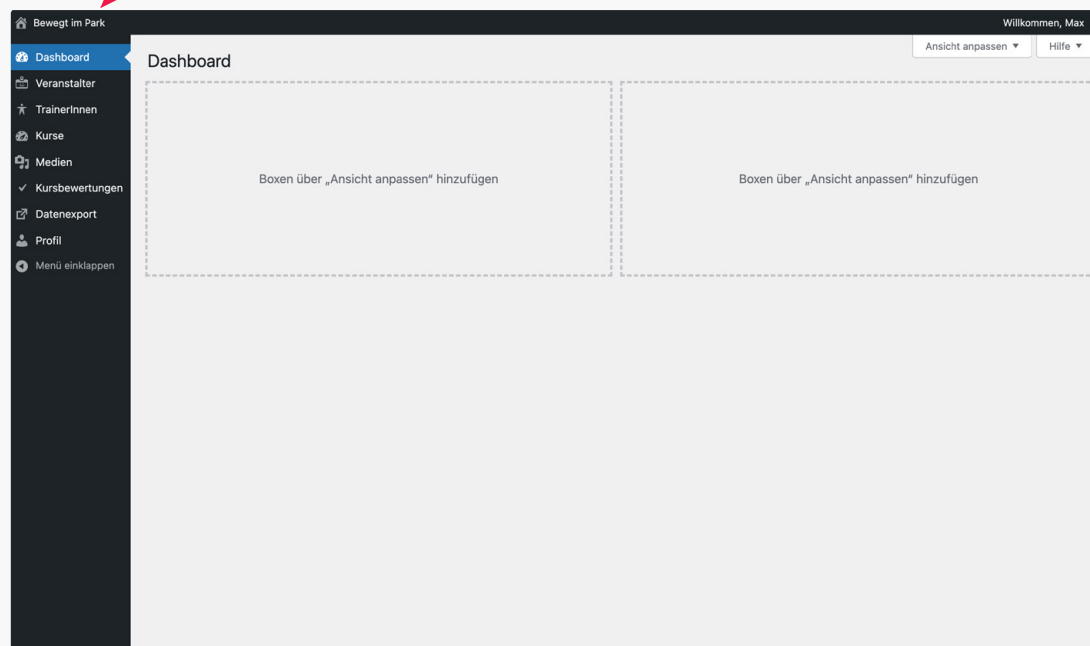 Bewegt im Park
Willkommen, Max
Dashboard
Veranstalter
TrainerInnen
Kurse
Medien
Kursbewertungen
Datenexport
Profil
Menü einklappen
Dashboard
Ansicht anpassen
Hilfe
Boxen über „Ansicht anpassen“ hinzufügen
Boxen über „Ansicht anpassen“ hinzufügen